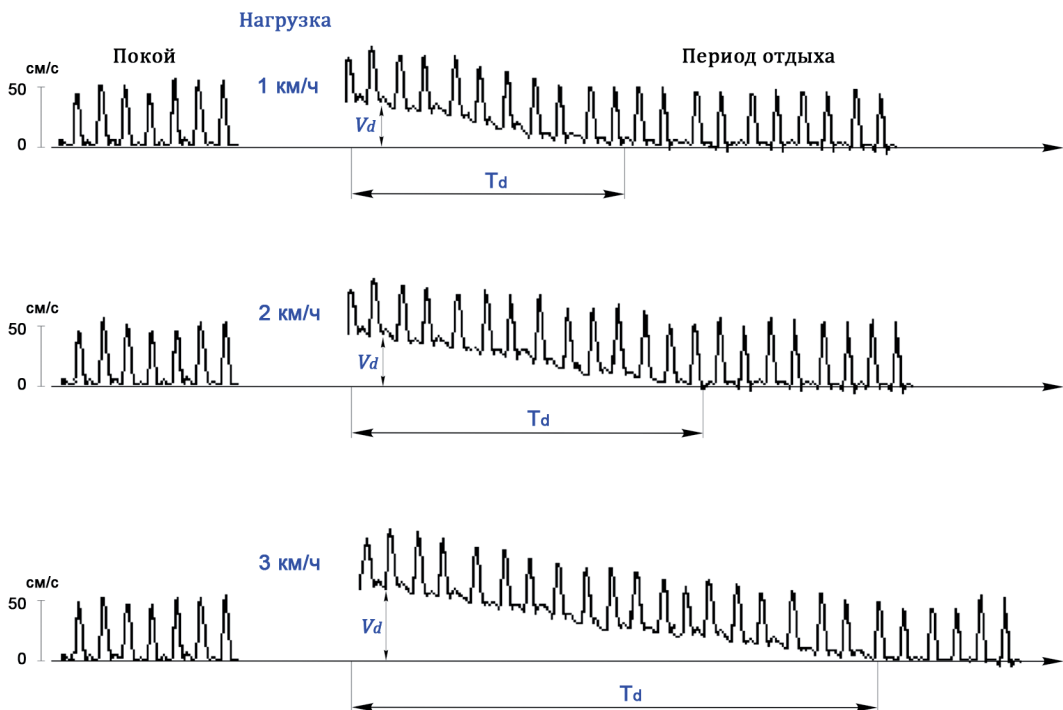 Нагрузка
Покой
Период отдыха
см/с
1 км/ч
50
Vd
0
Td
см/с
2 км/ч
50
Vd
0
Td
3 км/ч
см/с
50
Vd
0
Td